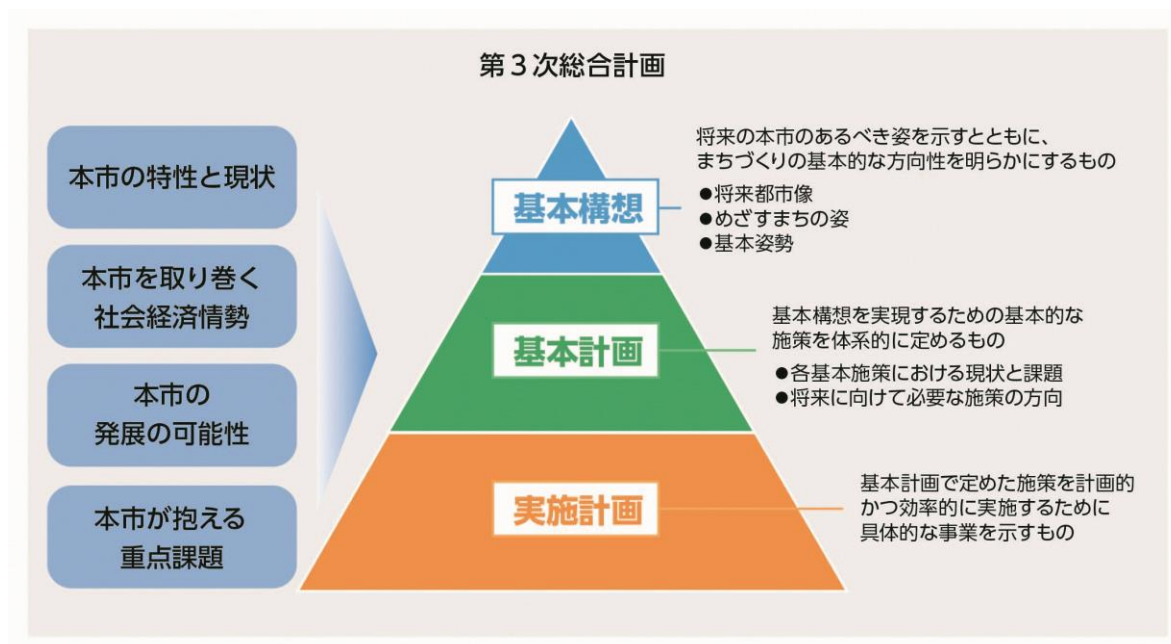 第３次総合計画
本市の特性と現状
本市を取り巻く
社会経済情勢
本市の
発展の可能性
本市が抱える
重点課題
基本構想
将来の本市のあるべき姿を示すとともに、
まちづくりの基本的な方向性を明らかにするもの
●将来都市像
●めざすまちの姿
●基本姿勢
基本計画
基本構想を実現するための基本的な
施策を体系的に定めるもの
●各基本施策における現状と課題
●将来に向けて必要な施策の方向
実施計画
基本計画で定めた施策を計画的
かつ効率的に実施するために
具体的な事業を示すもの